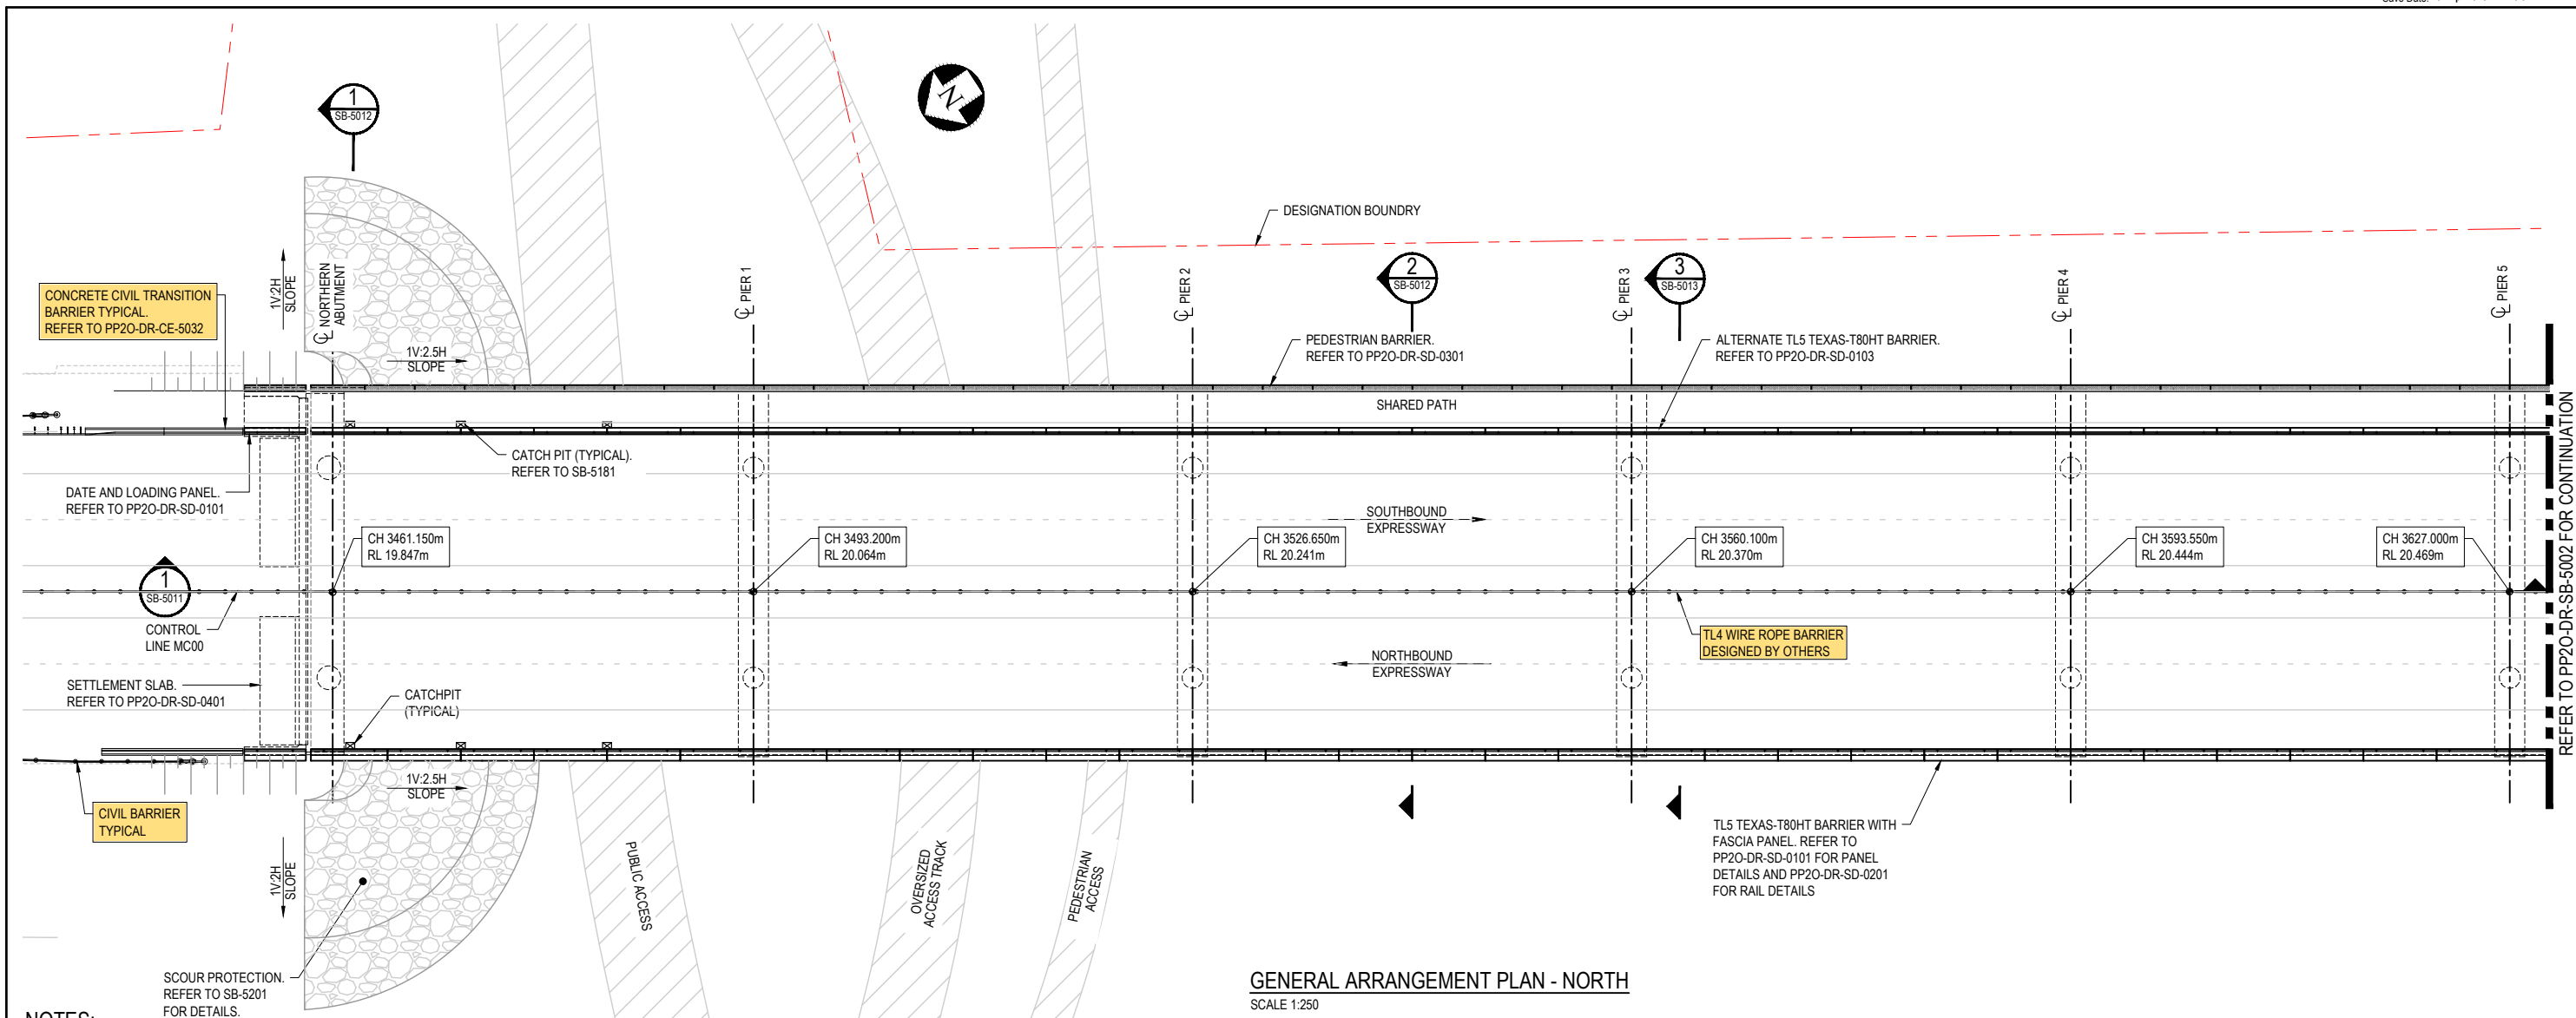 1
SB-5012
N
DESIGNATION BOUNDRY
CONCRETE CIVIL TRANSITION
BARRIER TYPICAL.
REFER TO PP2O-DR-CE-5032
1V:2H
SLOPE
℄ NORTHERN
ABUTMENT
1V:2.5H
SLOPE
℄ PIER 1
℄ PIER 2
2
SB-5012
℄ PIER 3
3
SB-5013
℄ PIER 4
℄ PIER 5
PEDESTRIAN BARRIER.
REFER TO PP2O-DR-SD-0301
ALTERNATE TL5 TEXAS-T80HT BARRIER.
REFER TO PP2O-DR-SD-0103
SHARED PATH
CATCH PIT (TYPICAL).
REFER TO SB-5181
DATE AND LOADING PANEL.
REFER TO PP2O-DR-SD-0101
SOUTHBOUND
EXPRESSWAY
CH 3461.150m
RL 19.847m
CH 3493.200m
RL 20.064m
CH 3526.650m
RL 20.241m
CH 3560.100m
RL 20.370m
CH 3593.550m
RL 20.444m
CH 3627.000m
RL 20.469m
1
SB-5011
CONTROL
LINE MC00
TL4 WIRE ROPE BARRIER
DESIGNED BY OTHERS
NORTHBOUND
EXPRESSWAY
SETTLEMENT SLAB.
REFER TO PP2O-DR-SD-0401
CATCHPIT
(TYPICAL)
REFER TO PP2O-DR-SB-5002 FOR CONTINUATION
1V:2.5H
SLOPE
CIVIL BARRIER
TYPICAL
1V:2H
SLOPE
PUBLIC ACCESS
OVERSIZED
ACCESS TRACK
PEDESTRIAN
ACCESS
TL5 TEXAS-T80HT BARRIER WITH
FASCIA PANEL. REFER TO
PP2O-DR-SD-0101 FOR PANEL
DETAILS AND PP2O-DR-SD-0201
FOR RAIL DETAILS
SCOUR PROTECTION.
REFER TO SB-5201
FOR DETAILS.
GENERAL ARRANGEMENT PLAN - NORTH
SCALE 1:250
NOTES: